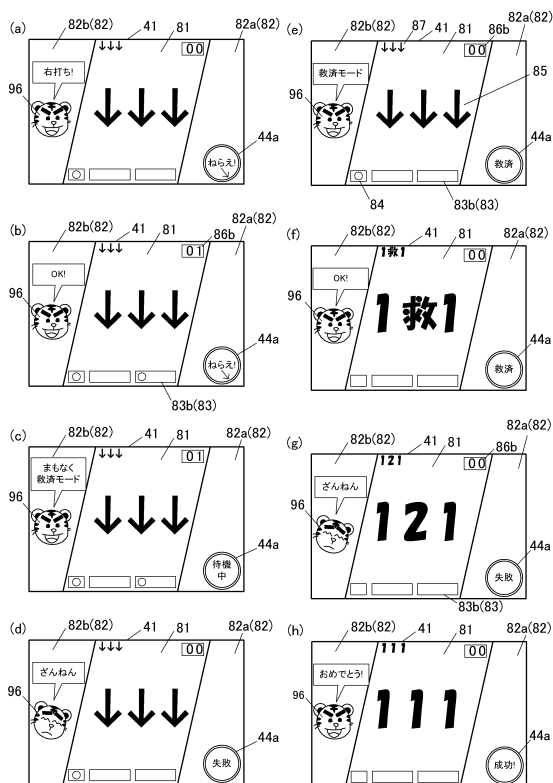 (a)
82b(82) 41 81 82a(82)
↓↓↓
00
右打ち!
96
↓↓↓
44a
ねらえ!
↘
(b)
82b(82) 41 81 86b 82a(82)
↓↓↓
01
OK!
96
↓↓↓
44a
ねらえ!
↘
83b(83)
(c)
82b(82) 41 81 82a(82)
↓↓↓
01
まもなく
救済モード
96
↓↓↓
44a
待機
中
(d)
82b(82) 41 81 82a(82)
↓↓↓
00
ざんねん
96
↓↓↓
44a
失敗
(e)
82b(82) 87 41 81 86b 82a(82)
↓↓↓
00
救済モード
85
96
↓↓↓
44a
救済
84 83b(83)
(f)
82b(82) 41 81 82a(82)
1救1
00
OK!
96
1救1
44a
救済
(g)
82b(82) 41 81 86b 82a(82)
121
00
ざんねん
96
121
44a
失敗
83b(83)
(h)
82b(82) 41 81 82a(82)
111
00
おめでとう!
96
111
44a
成功!